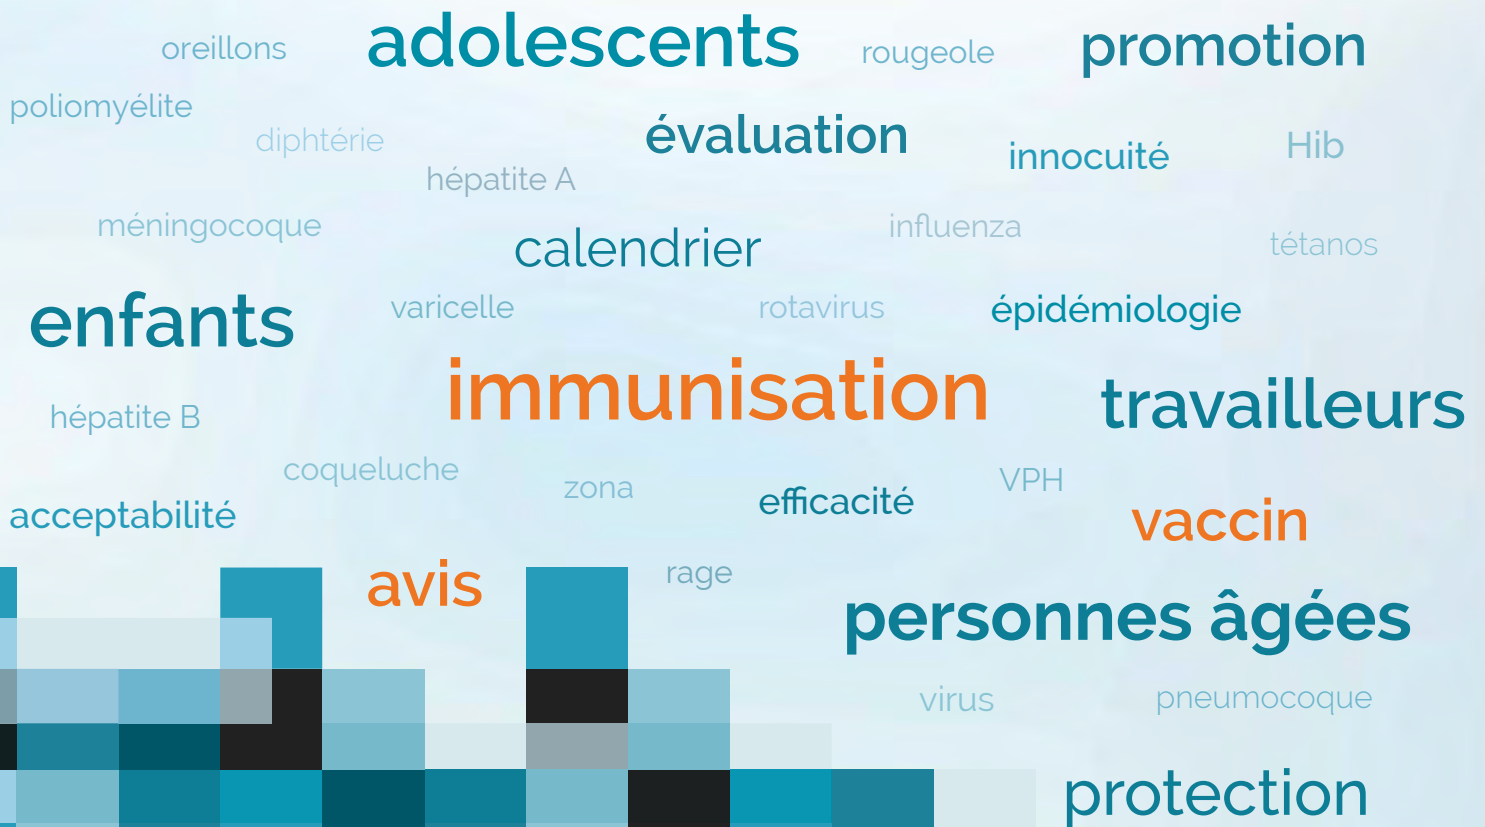 oreillons adolescents rougeole promotion
poliomyélite
diphtérie évaluation innocuité Hib
hépatite A
méningocoque calendrier influenza tétanos
enfants varicelle rotavirus épidémiologie
immunisation travailleurs
hépatite B
coqueluche zona efficacité VPH
acceptabilité vaccin
avis rage
personnes âgées
virus pneumocoque
protection